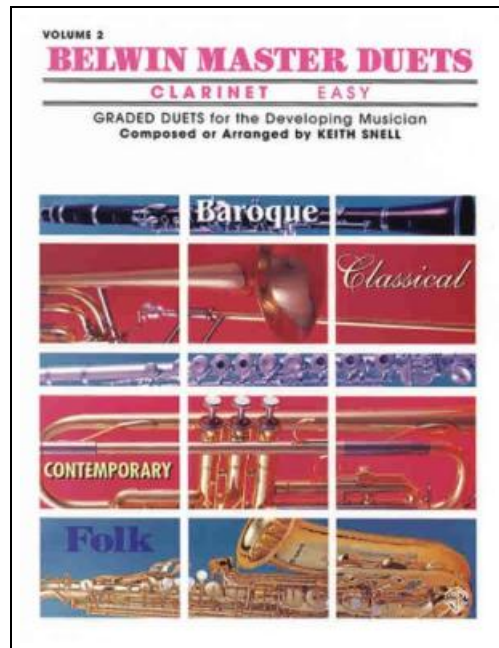 VOLUME 2
BELWIN MASTER DUETS
CLARINET EASY
GRADED DUETS for the Developing Musician
Composed or Arranged by KEITH SNELL
Baroque
Classical
CONTEMPORARY
Folk